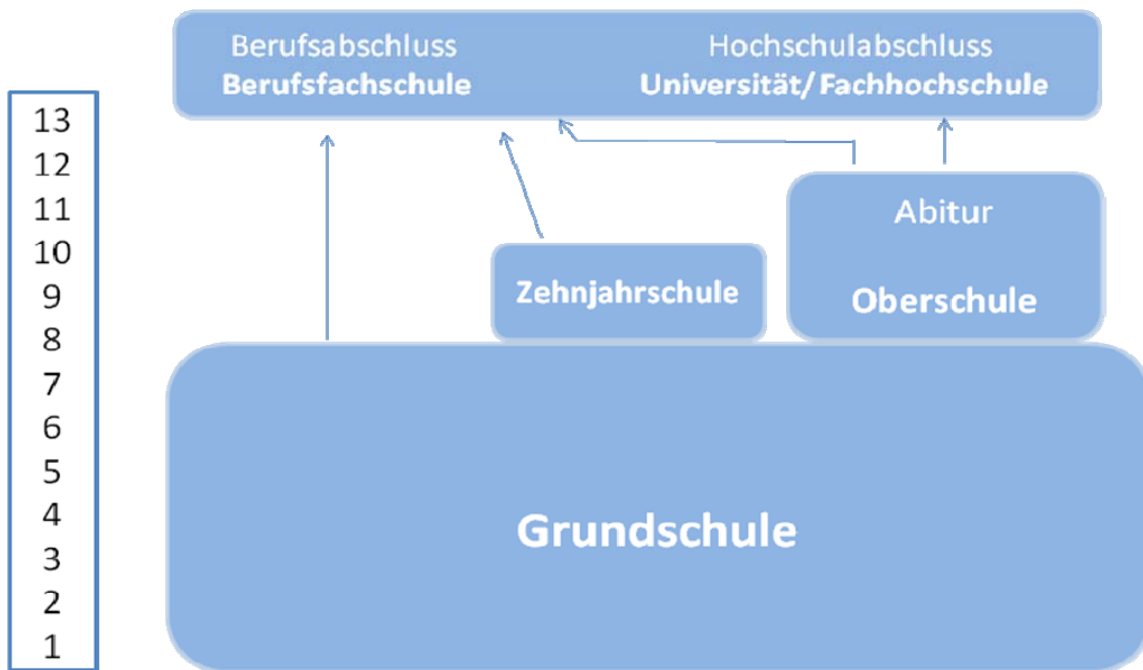 Berufsabschluss
Berufsfachschule
Hochschulabschluss
Universität/Fachhochschule
13
12
11
10
9
8
7
6
5
4
3
2
1
Abitur
Oberschule
Zehnjahrschule
Grundschule